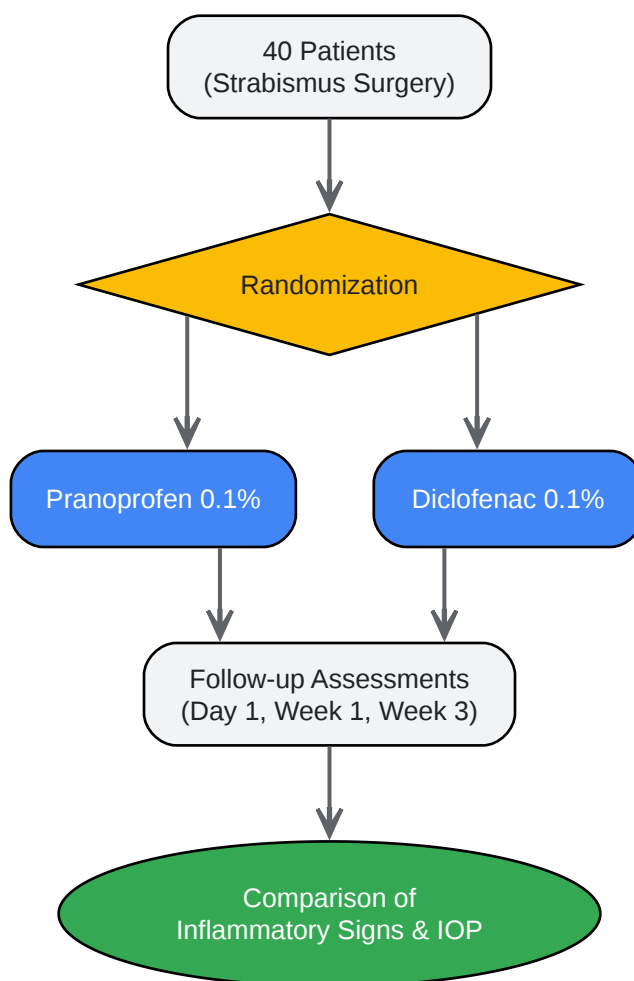 40 Patients
(Strabismus Surgery)
Randomization
Pranoprofen 0.1%
Diclofenac 0.1%
Follow-up Assessments
(Day 1, Week 1, Week 3)
Comparison of
Inflammatory Signs & IOP